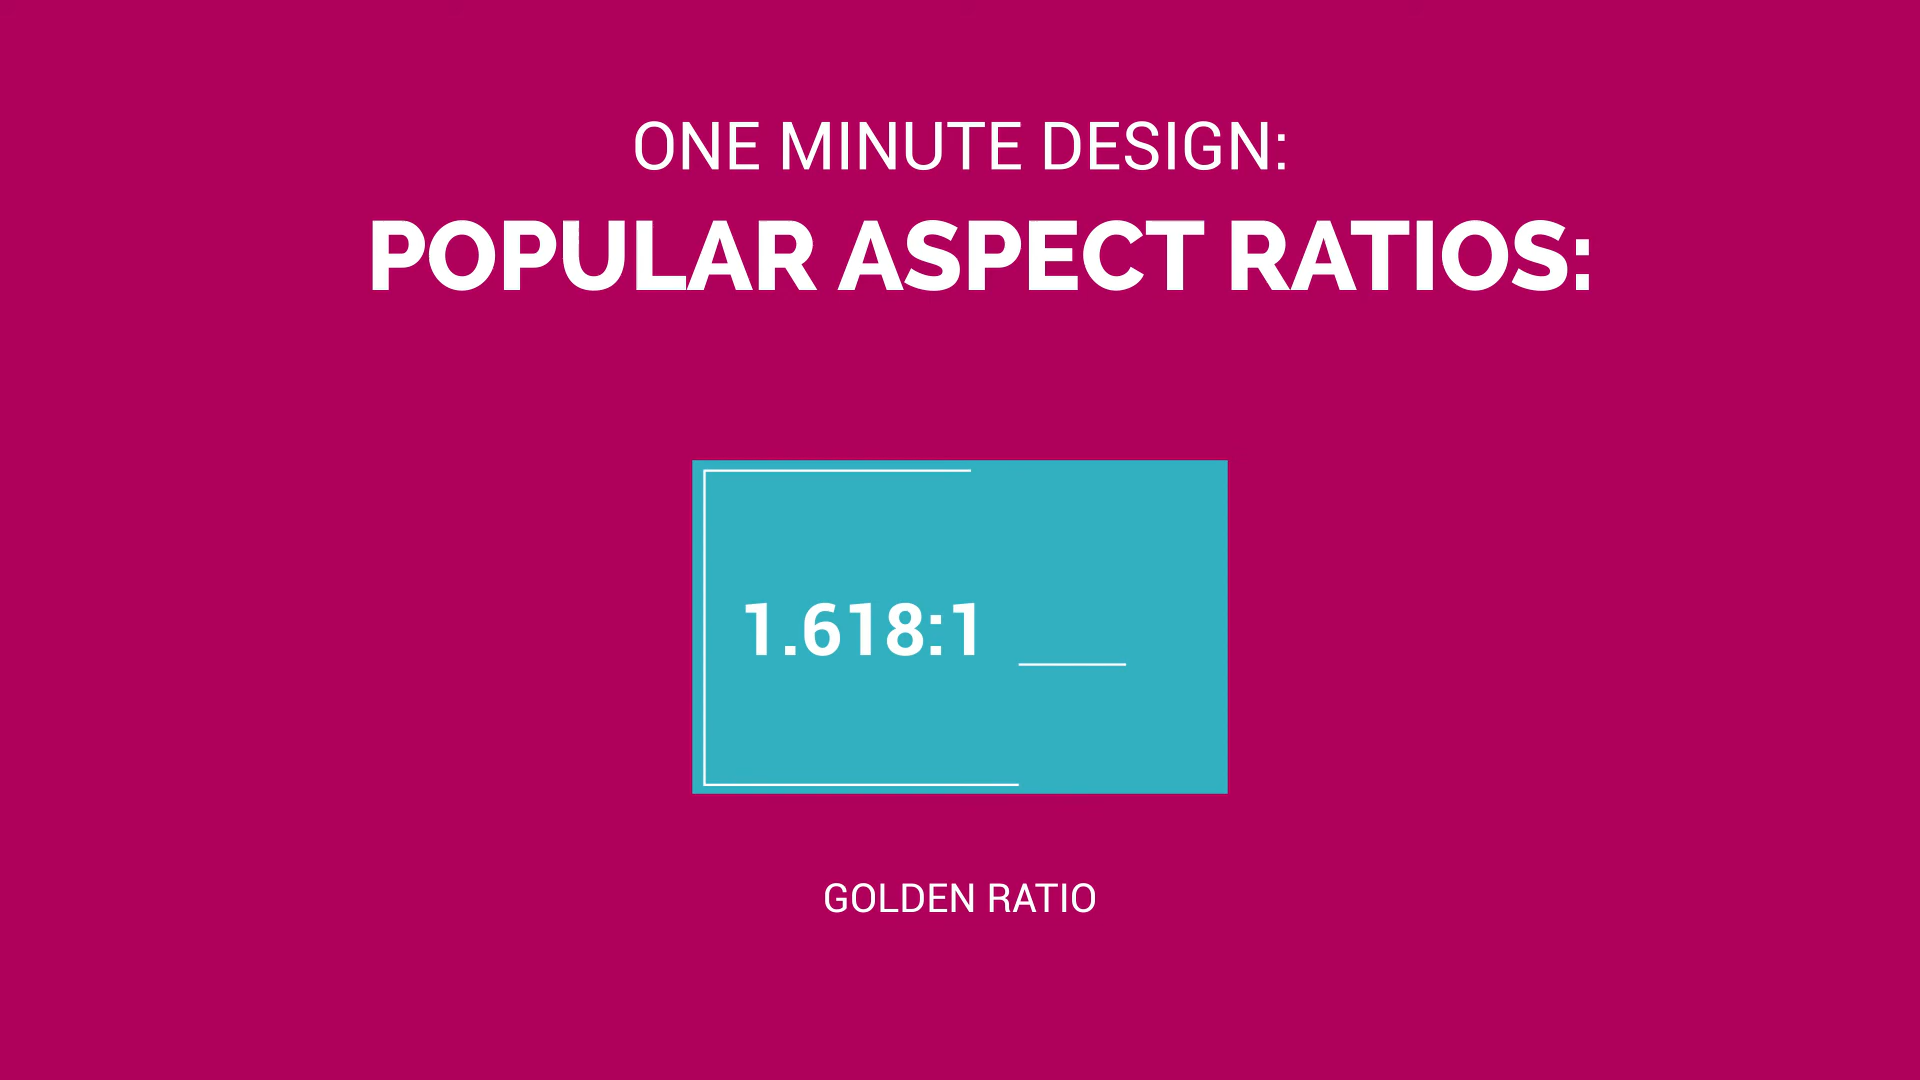 ONE MINUTE DESIGN:
POPULAR ASPECT RATIOS:
1.618:1
GOLDEN RATIO